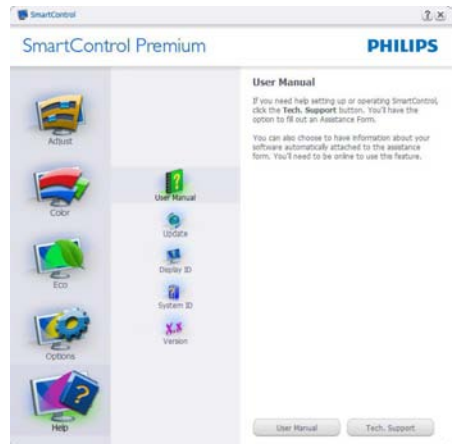 SmartControl
SmartControl Premium
PHILIPS
Adjust
Color
Eco
Options
Help
User Manual
Update
Display ID
System ID
X.x
Version
User Manual
If you need help setting up or operating SmartControl,
click the Tech. Support button. You'll have the
option to fill out an Assistance Form.
You can also choose to have information about your
software automatically attached to the assistance
form. You'll need to be online to use the feature.
User Manual
Tech. Support